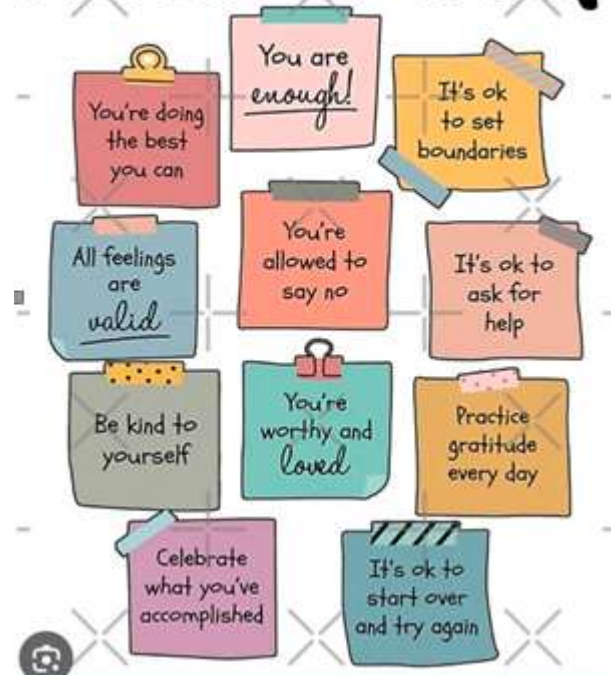 You are
enough!
You're doing
the best
you can
It's ok
to set
boundaries
All feelings
are
valid
You're
allowed to
say no
It's ok to
ask for
help
Be kind to
yourself
You're
worthy and
loved
Practice
gratitude
every day
Celebrate
what you've
accomplished
It's ok to
start over
and try again